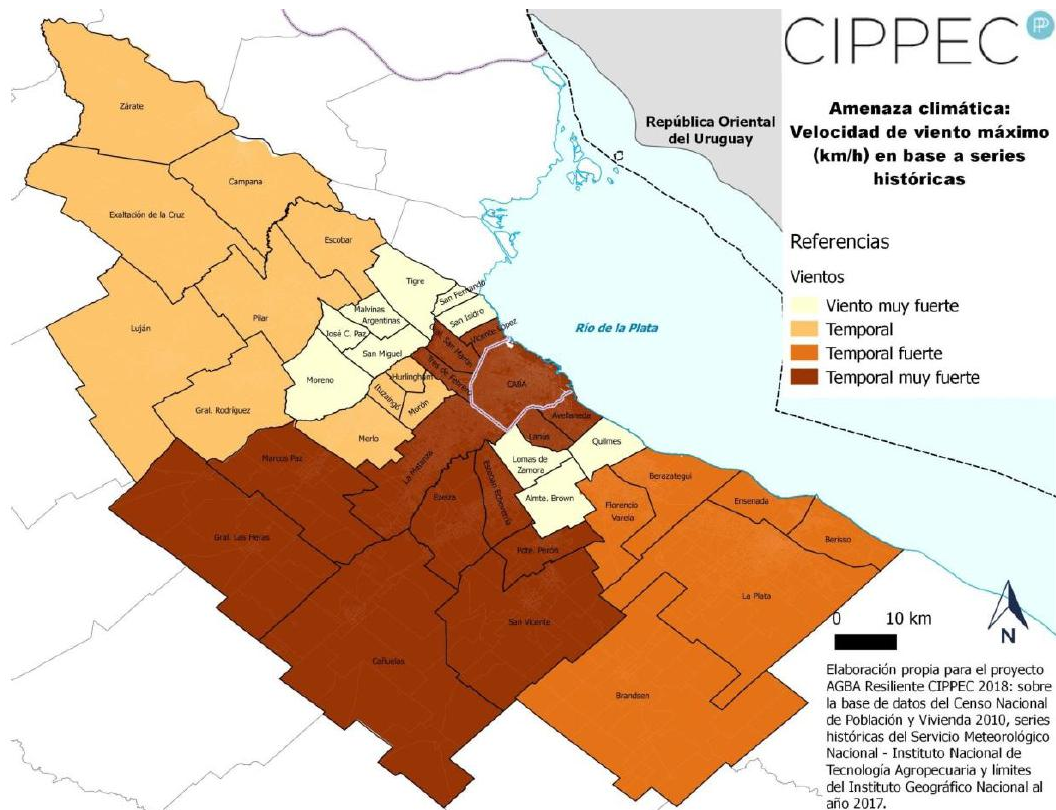 CIPPEC
PP
Amenaza climática:
Velocidad de viento máximo
(km/h) en base a series
históricas
Referencias
Vientos
Viento muy fuerte
Temporal
Temporal fuerte
Temporal muy fuerte
República Oriental
del Uruguay
Río de la Plata
Zárate
Campana
Exaltación de la Cruz
Escobar
Tigre
San Fernando
San Isidro
Luján
Pilar
Malvinas
Argentinas
José C. Paz
San Miguel
Gral. San Martín
Vicente López
Tres de Febrero
CABA
Moreno
Hurlingham
Ituzaingó
Morón
Gral. Rodríguez
Merlo
Avellaneda
Lanús
Quilmes
Lomas de
Zamora
Marcos Paz
La Matanza
Ezeiza
Esteban Echeverría
Almte. Brown
Berazategui
Florencio
Varela
Ensenada
Berisso
Gral. Las Heras
Pdte. Perón
La Plata
San Vicente
Cañuelas
Brandsen
0 10 km
N
Elaboración propia para el proyecto
AGBA Resiliente CIPPEC 2018: sobre
la base de datos del Censo Nacional
de Población y Vivienda 2010, series
históricas del Servicio Meteorológico
Nacional - Instituto Nacional de
Tecnología Agropecuaria y límites
del Instituto Geográfico Nacional al
año 2017.